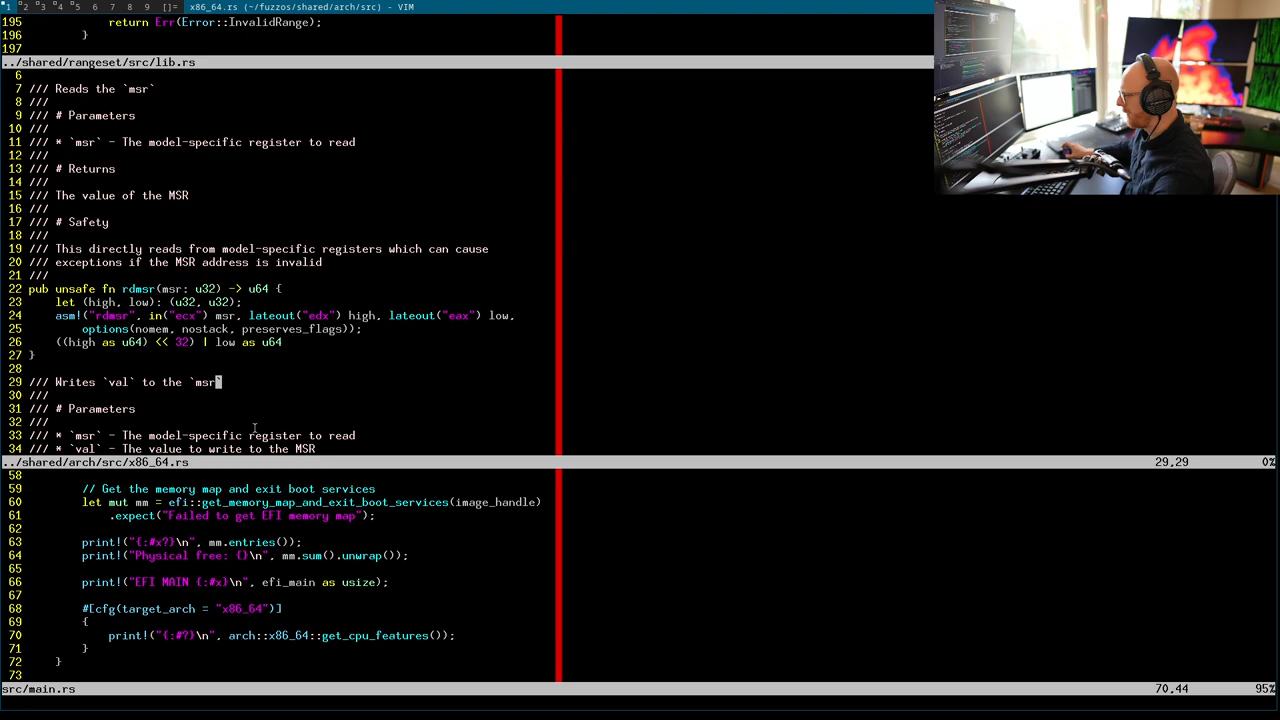 1 2 3 4 5 6 7 8 9 []= x86_64.rs (~/fuzzos/shared/arch/src) - VIM
195 return Err(Error::InvalidRange);
196 }
197
../shared/rangeset/src/lib.rs
6
7 /// Reads the `msr`
8 ///
9 /// # Parameters
10 ///
11 /// * `msr` - The model-specific register to read
12 ///
13 /// # Returns
14 ///
15 /// The value of the MSR
16 ///
17 /// # Safety
18 ///
19 /// This directly reads from model-specific registers which can cause
20 /// exceptions if the MSR address is invalid
21 ///
22 pub unsafe fn rdmsr(msr: u32) -> u64 {
23 let (high, low): (u32, u32);
24 asm!("rdmsr", in("ecx") msr, lateout("edx") high, lateout("eax") low,
25 options(nomem, nostack, preserves_flags));
26 ((high as u64) << 32) | low as u64
27 }
28
29 /// Writes `val` to the `msr`
30 ///
31 /// # Parameters
32 ///
33 /// * `msr` - The model-specific register to read
34 /// * `val` - The value to write to the MSR
../shared/arch/src/x86_64.rs 29,29 0%
58
59 // Get the memory map and exit boot services
60 let mut mm = efi::get_memory_map_and_exit_boot_services(image_handle)
61 .expect("Failed to get EFI memory map");
62
63 print!("{:#x?}\n", mm.entries());
64 print!("Physical free: {}\n", mm.sum().unwrap());
65
66 print!("EFI MAIN {:#x}\n", efi_main as usize);
67
68 #[cfg(target_arch = "x86_64")]
69 {
70 print!("{:#?}\n", arch::x86_64::get_cpu_features());
71 }
72 }
73
src/main.rs 70,44 95%